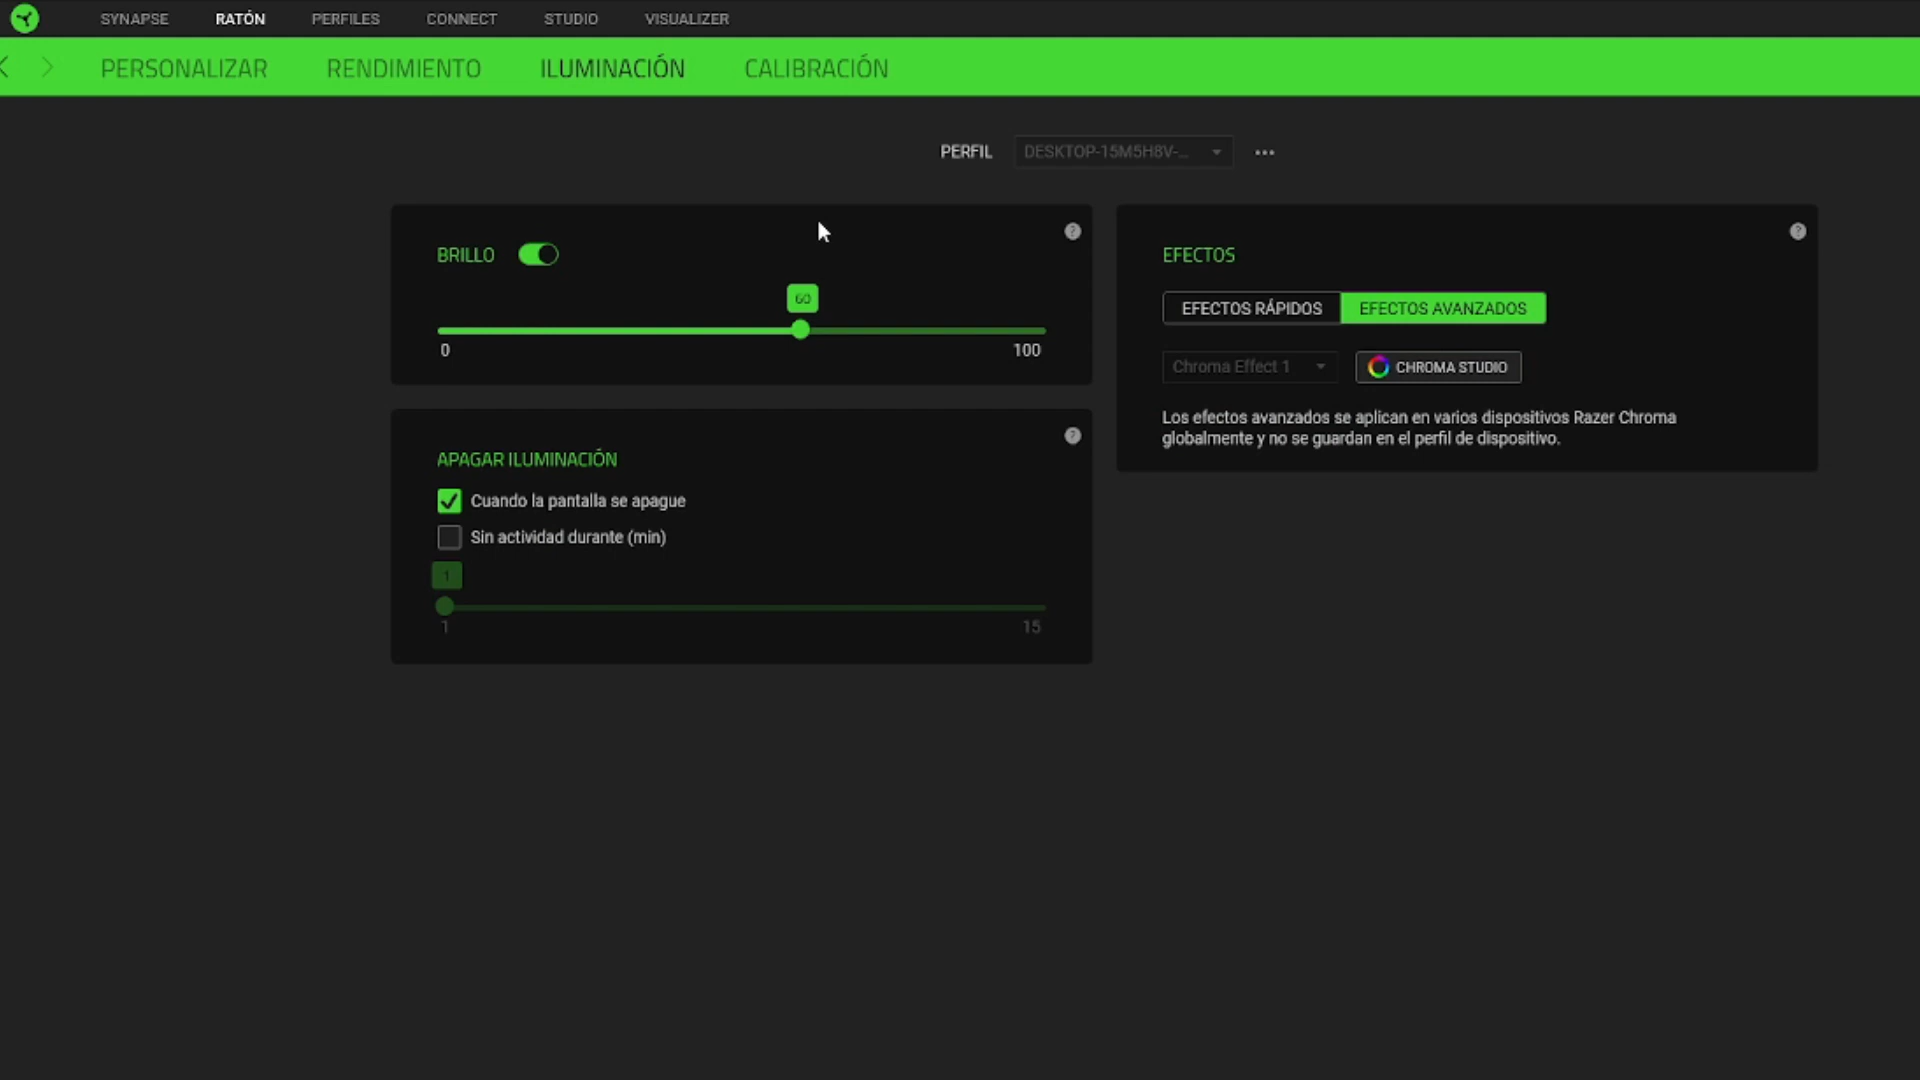 SYNAPSE RATÓN PERFILES CONNECT STUDIO VISUALIZER
PERSONALIZAR RENDIMIENTO ILUMINACIÓN CALIBRACIÓN
PERFIL DESKTOP-15M5H8V-... ...
BRILLO
60
0 100
APAGAR ILUMINACIÓN
Cuando la pantalla se apague
Sin actividad durante (min)
1
1 15
EFECTOS
EFECTOS RÁPIDOS EFECTOS AVANZADOS
Chroma Effect 1 CHROMA STUDIO
Los efectos avanzados se aplican en varios dispositivos Razer Chroma
globalmente y no se guardan en el perfil de dispositivo.